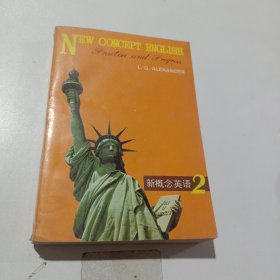 NEW CONCEPT ENGLISH
Practice and Progress
L. G. ALEXANDER
新概念英语 2